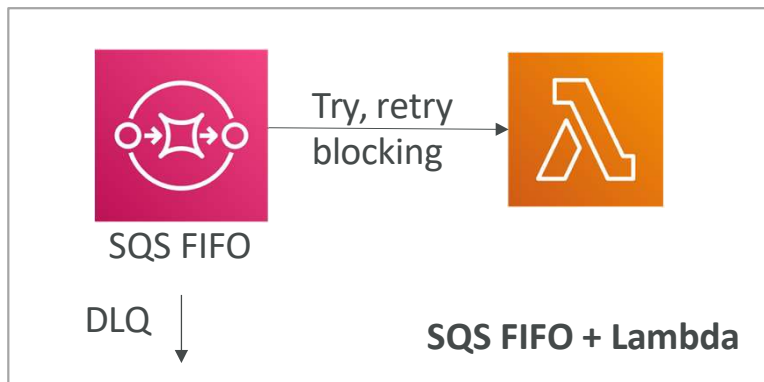 Try, retry
blocking
SQS FIFO
DLQ
SQS FIFO + Lambda